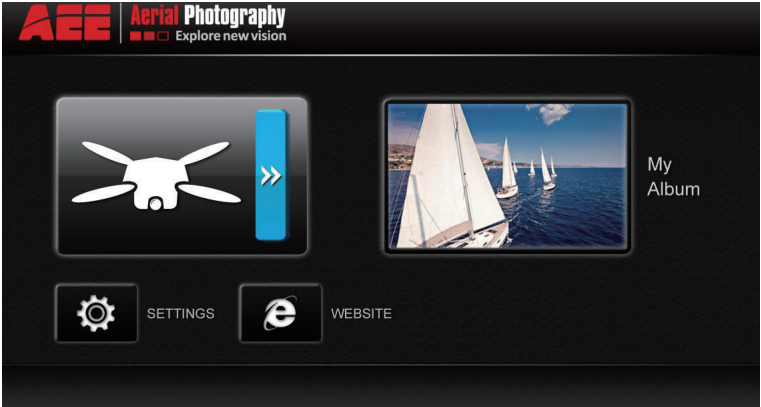 AEE
Aerial Photography
Explore new vision
My
Album
SETTINGS
WEBSITE